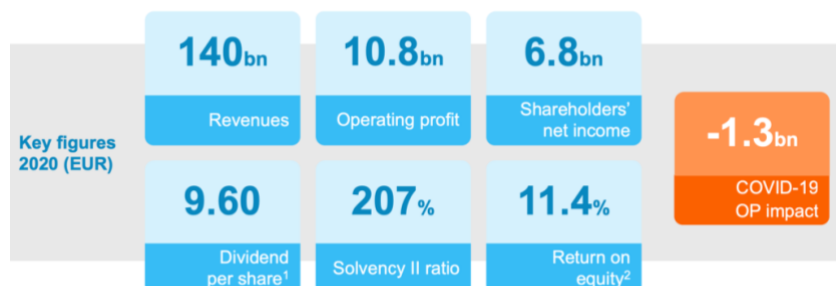 140bn
Revenues
10.8bn
Operating profit
6.8bn
Shareholders'
net income
Key figures
2020 (EUR)
-1.3bn
COVID-19
OP impact
9.60
Dividend
per share¹
207%
Solvency II ratio
11.4%
Return on
equity²